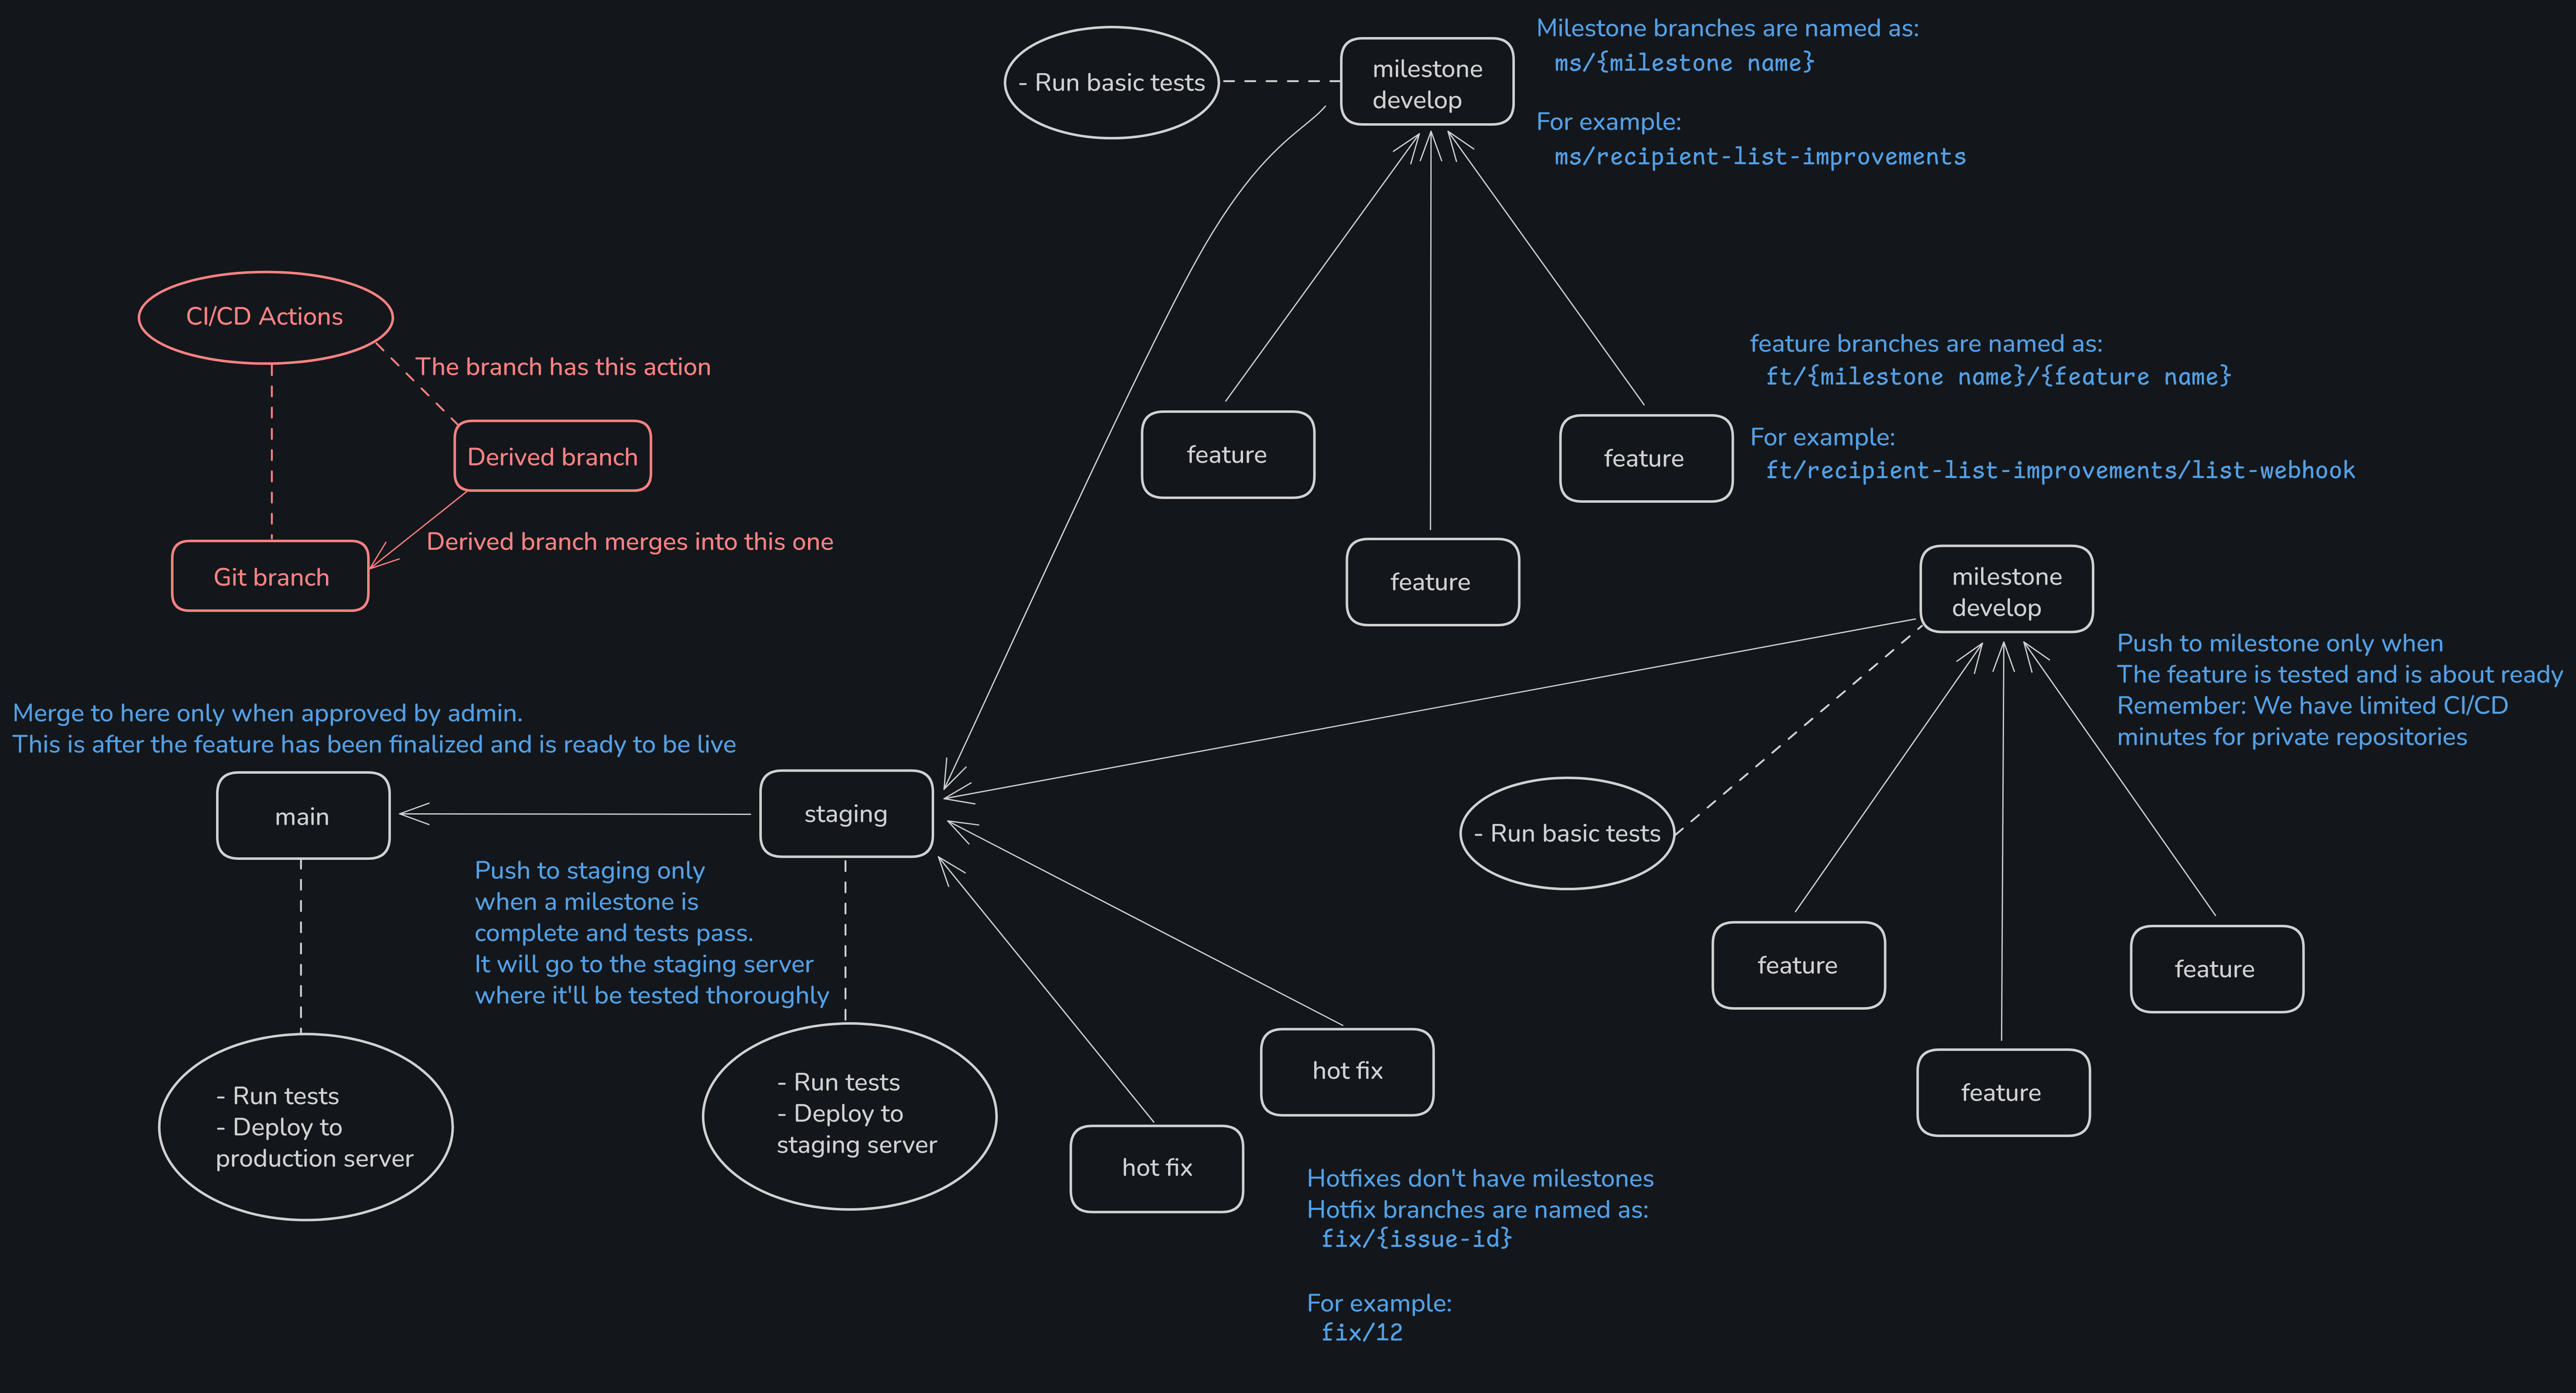 Milestone branches are named as:
ms/{milestone name}
For example:
ms/recipient-list-improvements
- Run basic tests
milestone
develop
CI/CD Actions
The branch has this action
Derived branch
Derived branch merges into this one
Git branch
feature
feature
feature
feature branches are named as:
ft/{milestone name}/{feature name}
For example:
ft/recipient-list-improvements/list-webhook
milestone
develop
Push to milestone only when
The feature is tested and is about ready
Remember: We have limited CI/CD
minutes for private repositories
Merge to here only when approved by admin.
This is after the feature has been finalized and is ready to be live
main
staging
- Run basic tests
Push to staging only
when a milestone is
complete and tests pass.
It will go to the staging server
where it'll be tested thoroughly
feature
feature
feature
- Run tests
- Deploy to
production server
- Run tests
- Deploy to
staging server
hot fix
hot fix
Hotfixes don't have milestones
Hotfix branches are named as:
fix/{issue-id}
For example:
fix/12